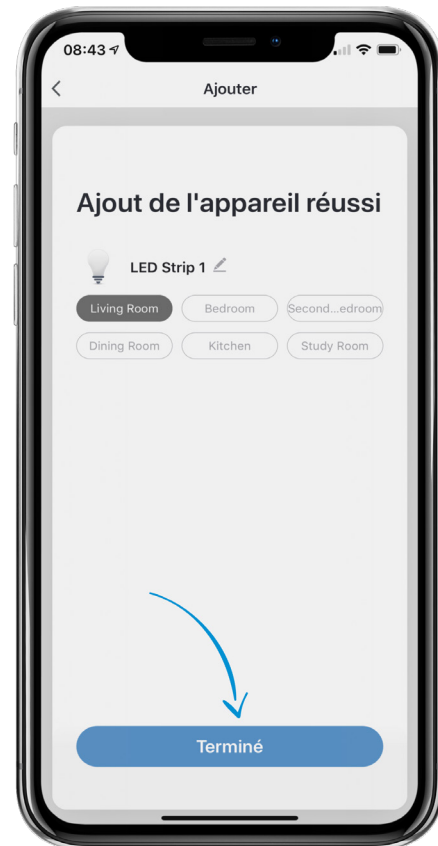 08:43
Ajouter
Ajout de l'appareil réussi
LED Strip 1
Living Room Bedroom Second...edroom
Dining Room Kitchen Study Room
Terminé